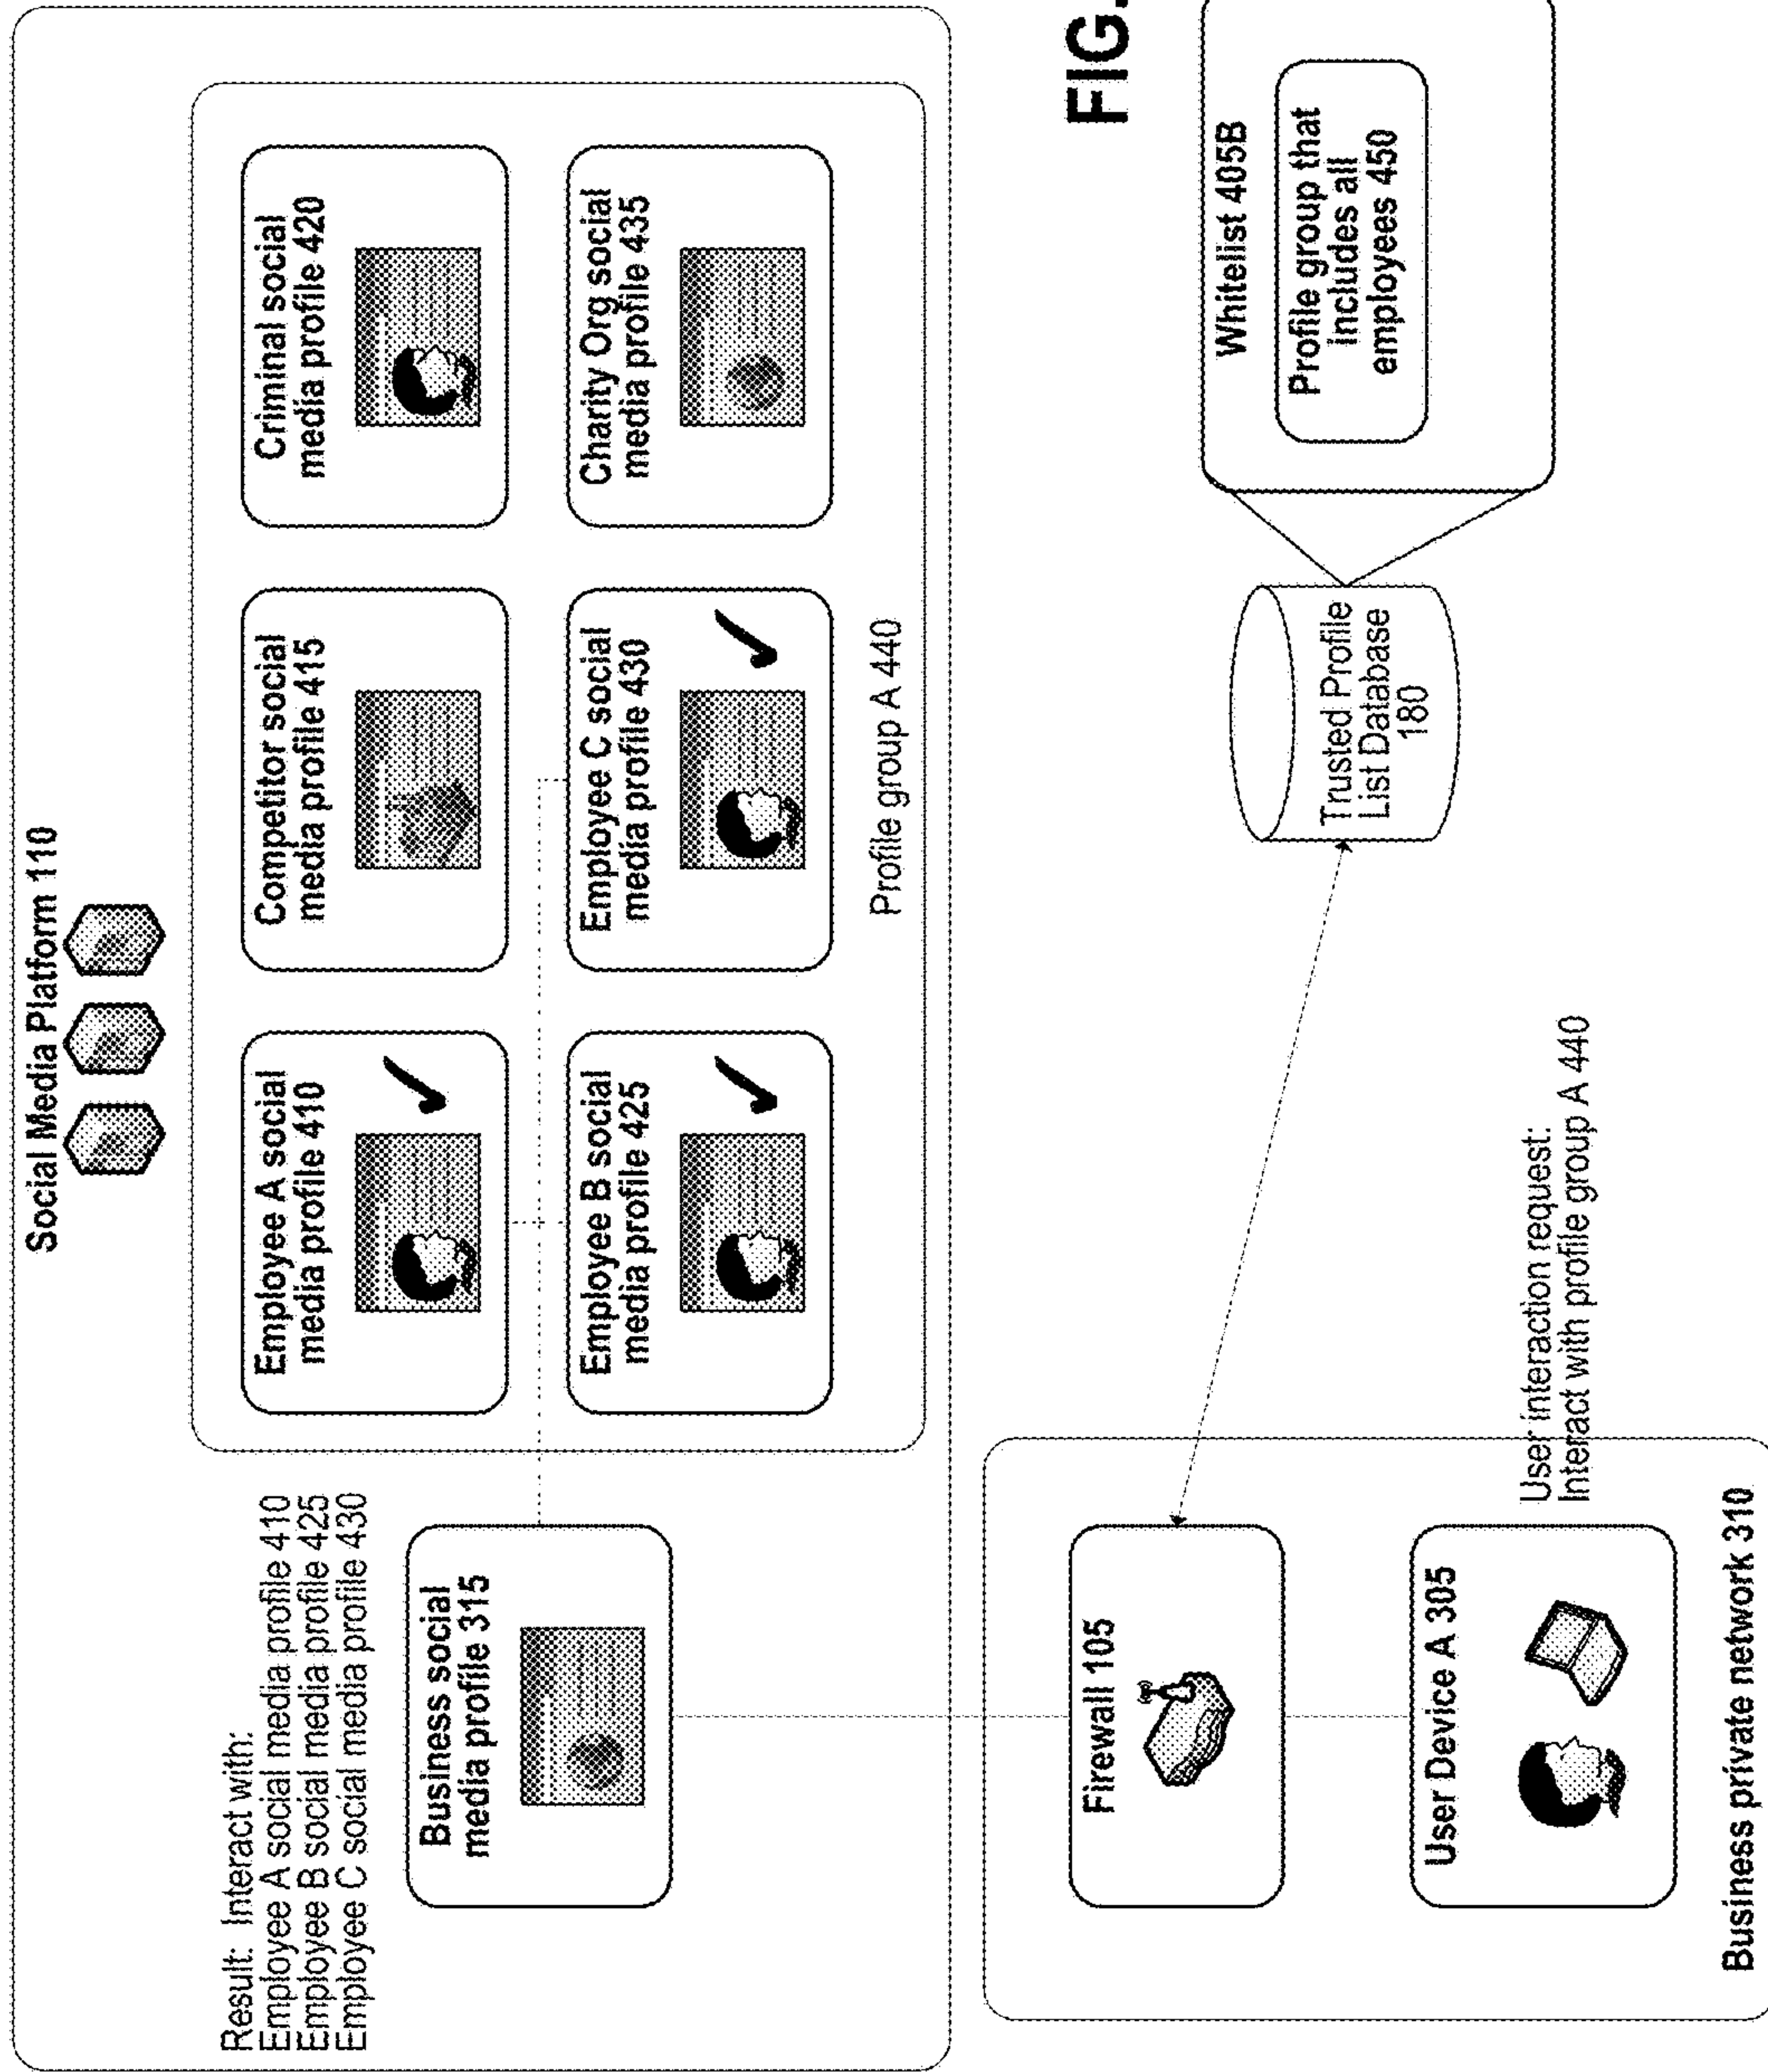 Social Media Platform 110
Result: Interact with:
Employee A social media profile 410
Employee B social media profile 425
Employee C social media profile 430
Business social
media profile 315
Employee A social
media profile 410
Competitor social
media profile 415
Criminal social
media profile 420
Employee B social
media profile 425
Employee C social
media profile 430
Charity Org social
media profile 435
Profile group A 440
Firewall 105
User Device A 305
User interaction request:
Interact with profile group A 440
Business private network 310
Trusted Profile
List Database
180
Whitelist 405B
Profile group that
includes all
employees 450
FIG.